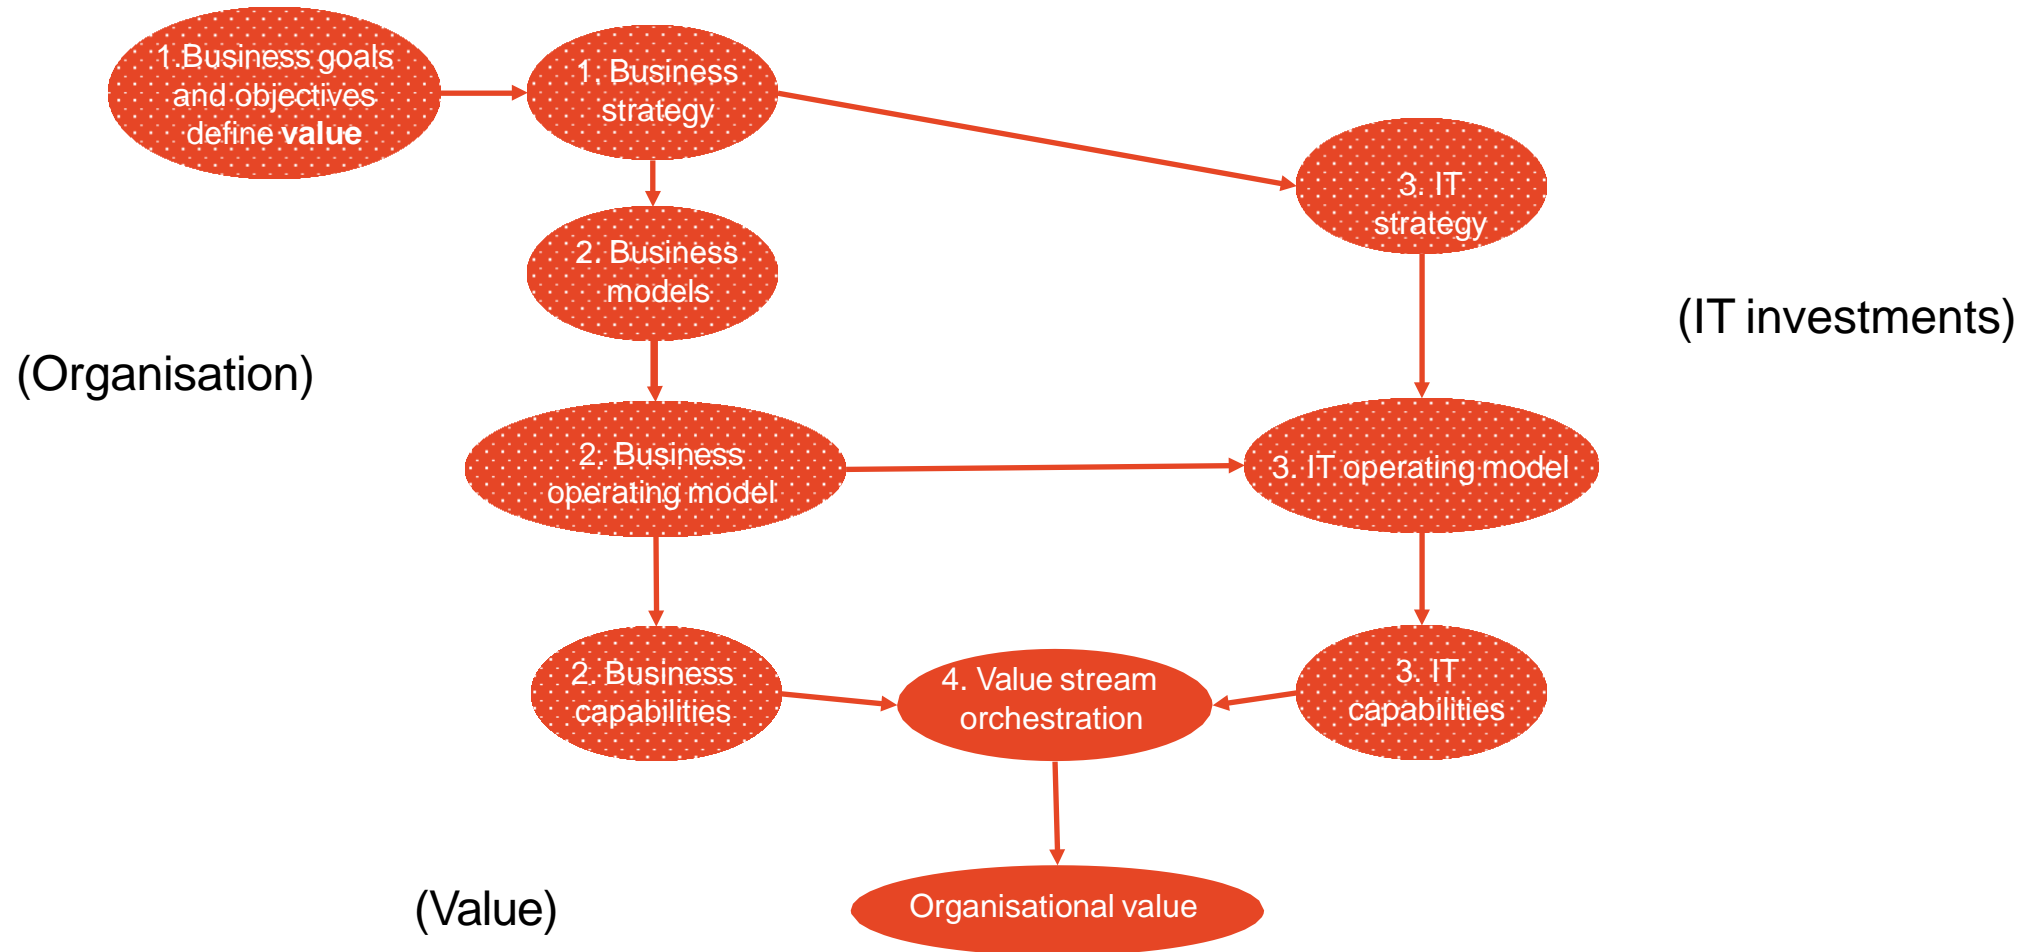 1.Business goals
and objectives
define value
1. Business
strategy
3. IT
strategy
2. Business
models
(IT investments)
(Organisation)
2. Business
operating model
3. IT operating model
2. Business
capabilities
4. Value stream
orchestration
3. IT
capabilities
(Value)
Organisational value